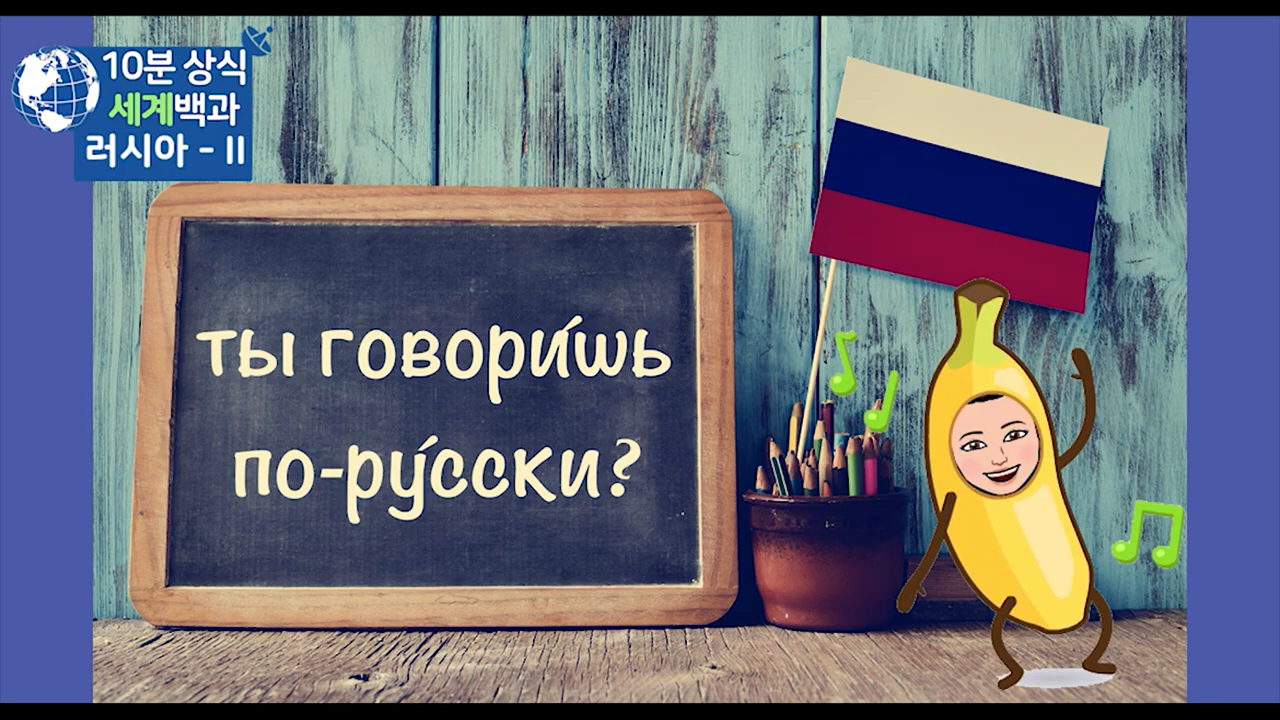 10분 상식
세계백과
러시아 - II
ты говори́шь
по-ру́сски?